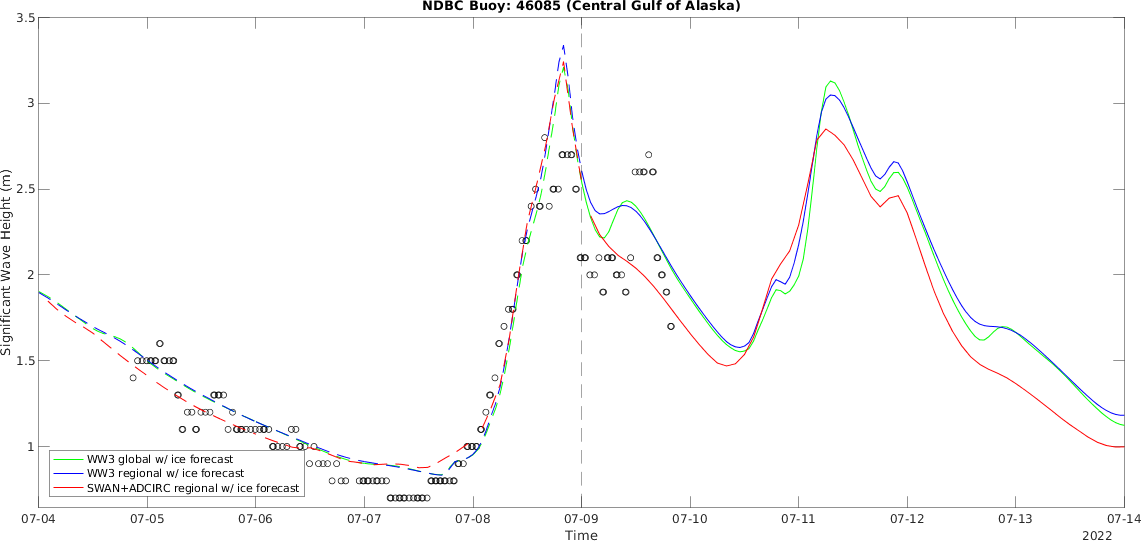 NDBC Buoy: 46085 (Central Gulf of Alaska)
3.5
3
2.5
2
1.5
1
Significant Wave Height (m)
WW3 global w/ ice forecast
WW3 regional w/ ice forecast
SWAN+ADCIRC regional w/ ice forecast
07-04 07-05 07-06 07-07 07-08 07-09 07-10 07-11 07-12 07-13 07-14
Time
2022